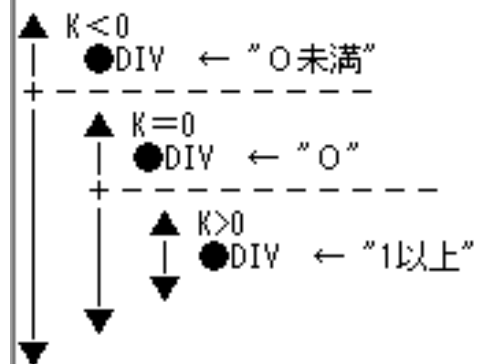 ▲ K＜0
●DIV ← ”０未満”
+ - - - - - - - - - - - - - - -
▲ K＝0
●DIV ← ”０”
+ - - - - - - - - - - - - - - -
▲ K>0
●DIV ← ”1以上”
▼
▼
▼